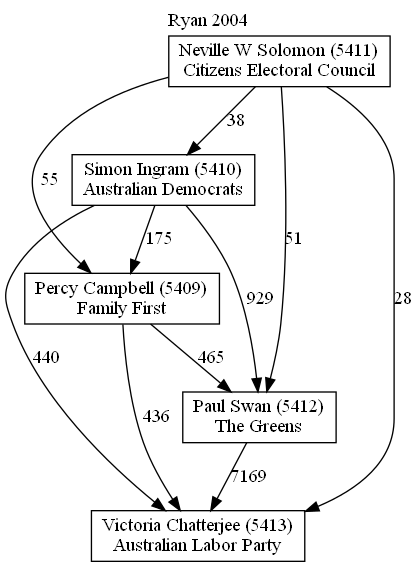 Ryan 2004
Neville W Solomon (5411)
Citizens Electoral Council
38
Simon Ingram (5410)
Australian Democrats
55
175
51
Percy Campbell (5409)
Family First
929
28
440
465
436
Paul Swan (5412)
The Greens
7169
Victoria Chatterjee (5413)
Australian Labor Party